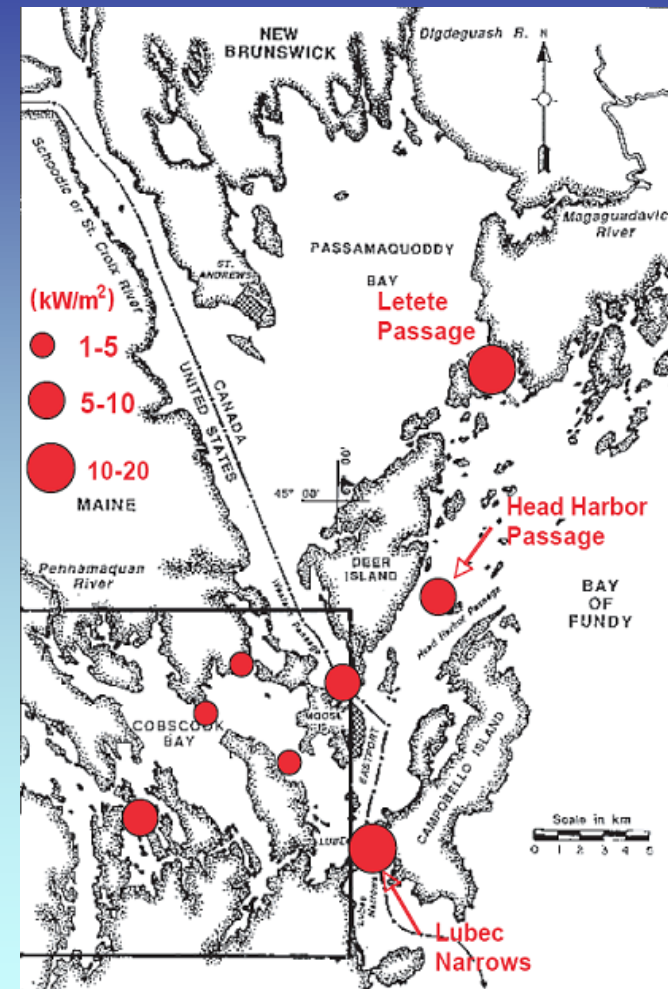 NEW
BRUNSWICK
Digdeguash R.
N
Schoodic or St. Croix River
Magaguadavic
River
PASSAMAQUODDY
BAY
ST.
ANDREWS
Letete
Passage
(kW/m²)
1-5
5-10
10-20
CANADA
UNITED STATES
MAINE
45° 00'
Head Harbor
Passage
DEER
ISLAND
Pennamaquan
River
BAY
OF
FUNDY
Head Harbor Passage
MOOSE
COBSCOOK
BAY
EASTPORT
CAMPOBELLO ISLAND
Scale in km
0 1 2 3 4 5
LUBEC
Lubec
Narrows
Lubec
Narrows